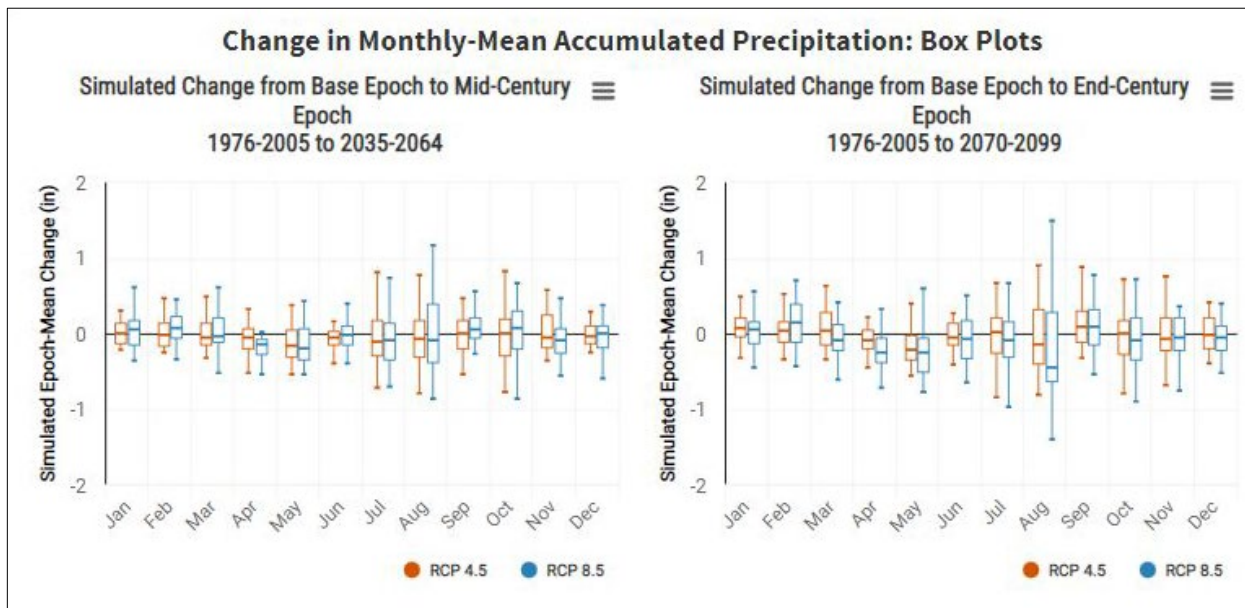 Change in Monthly-Mean Accumulated Precipitation: Box Plots
Simulated Change from Base Epoch to Mid-Century
Epoch
1976-2005 to 2035-2064
Simulated Epoch-Mean Change (in)
2
1
0
-1
-2
Jan
Feb
Mar
Apr
May
Jun
Jul
Aug
Sep
Oct
Nov
Dec
RCP 4.5
RCP 8.5
Simulated Change from Base Epoch to End-Century
Epoch
1976-2005 to 2070-2099
Simulated Epoch-Mean Change (in)
2
1
0
-1
-2
Jan
Feb
Mar
Apr
May
Jun
Jul
Aug
Sep
Oct
Nov
Dec
RCP 4.5
RCP 8.5